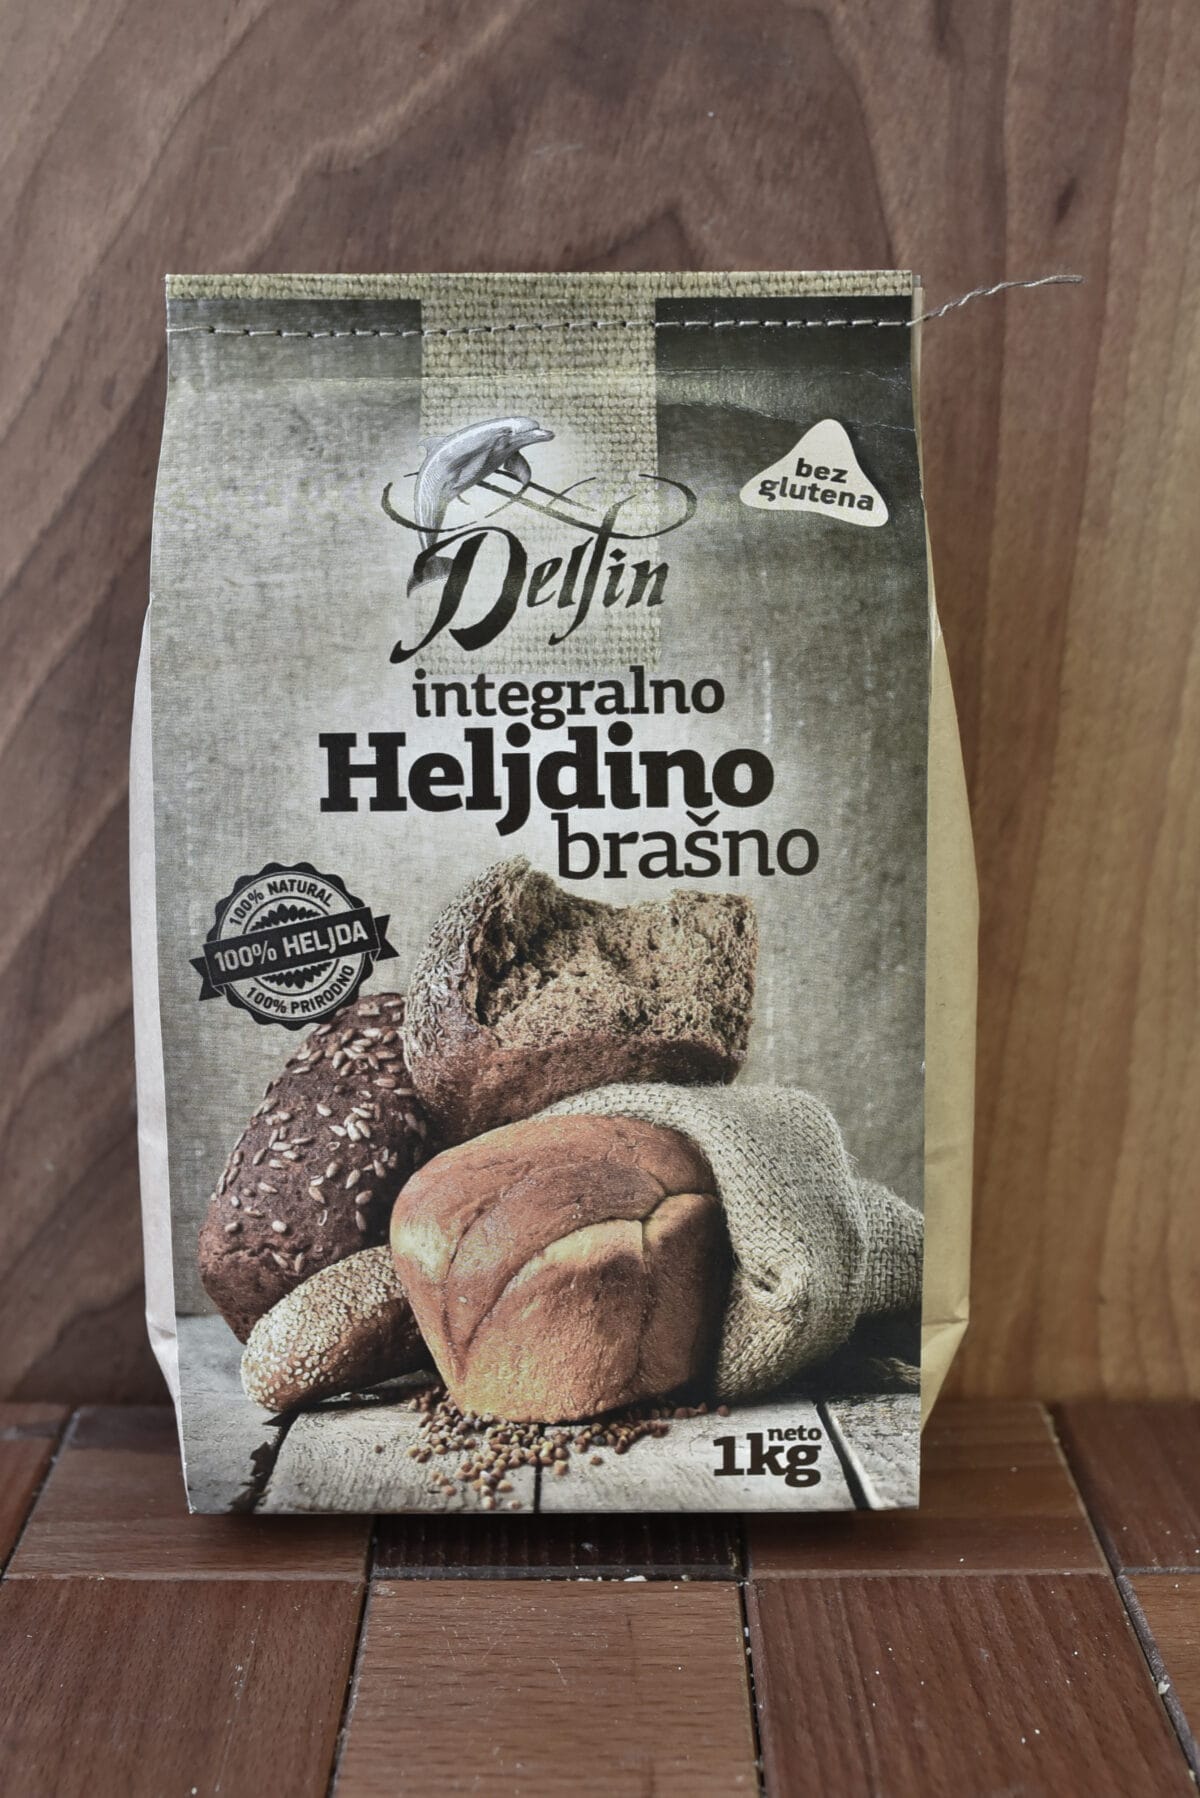 bez
glutena
Delfin
integralno
Heljdino
brašno
100% NATURAL
100% HELJDA
100% PRIRODNO
neto
1kg